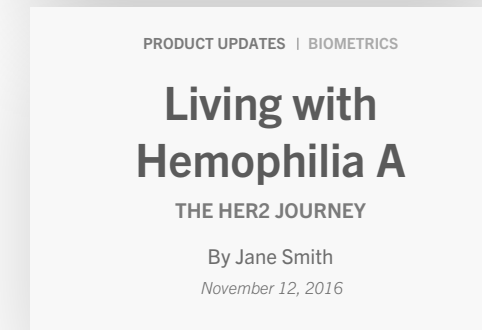 PRODUCT UPDATES | BIOMETRICS
Living with
Hemophilia A
THE HER2 JOURNEY
By Jane Smith
November 12, 2016